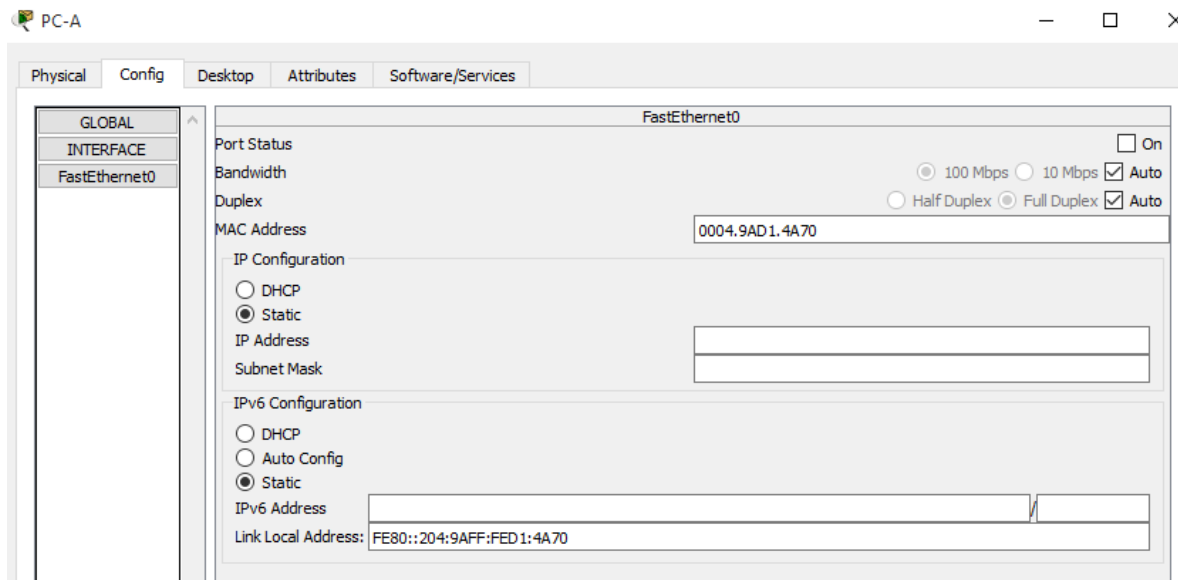 PC-A
Physical Config Desktop Attributes Software/Services
GLOBAL
INTERFACE
FastEthernet0
FastEthernet0
Port Status On
Bandwidth 100 Mbps 10 Mbps Auto
Duplex Half Duplex Full Duplex Auto
MAC Address 0004.9AD1.4A70
IP Configuration
DHCP
Static
IP Address
Subnet Mask
IPv6 Configuration
DHCP
Auto Config
Static
IPv6 Address /
Link Local Address: FE80::204:9AFF:FED1:4A70